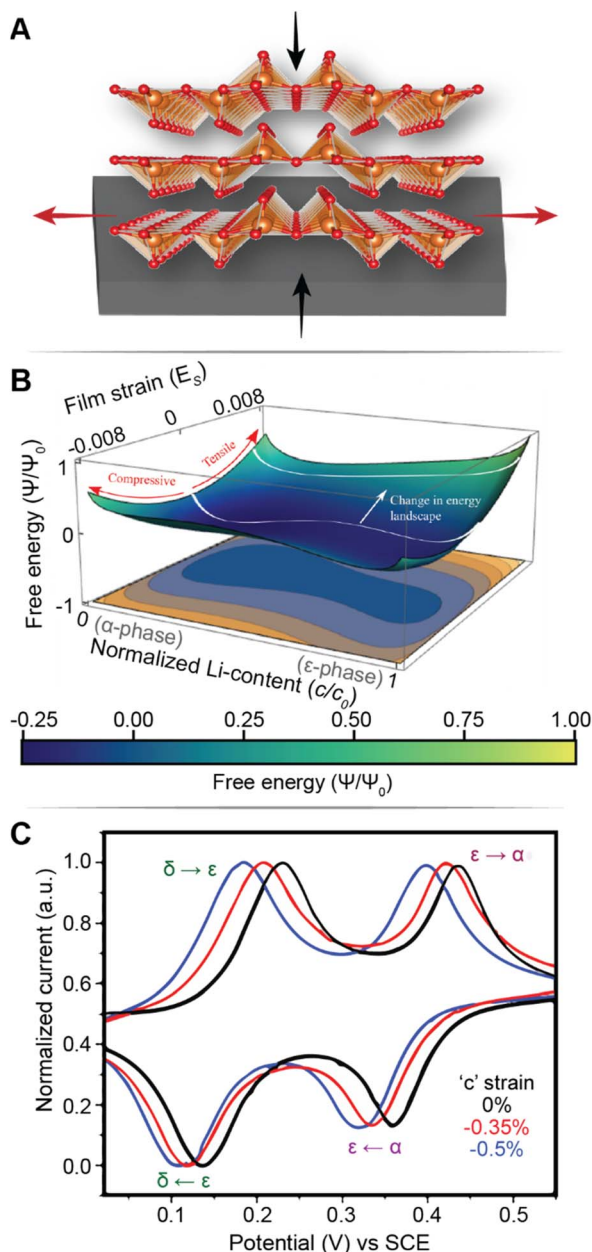 A
B
Film strain (E_S)
-0.008
0
0.008
Compressive
Tensile
Change in energy
landscape
Free energy (Ψ/Ψ₀)
1
0
-1
0
(α-phase)
(ε-phase)
1
Normalized Li-content (c/c₀)
-0.25 0.00 0.25 0.50 0.75 1.00
Free energy (Ψ/Ψ₀)
C
δ → ε
ε → α
Normalized current (a.u.)
1.0
0.8
0.6
0.4
0.2
0.0
'c' strain
0%
-0.35%
-0.5%
ε ← α
δ ← ε
0.1 0.2 0.3 0.4 0.5
Potential (V) vs SCE